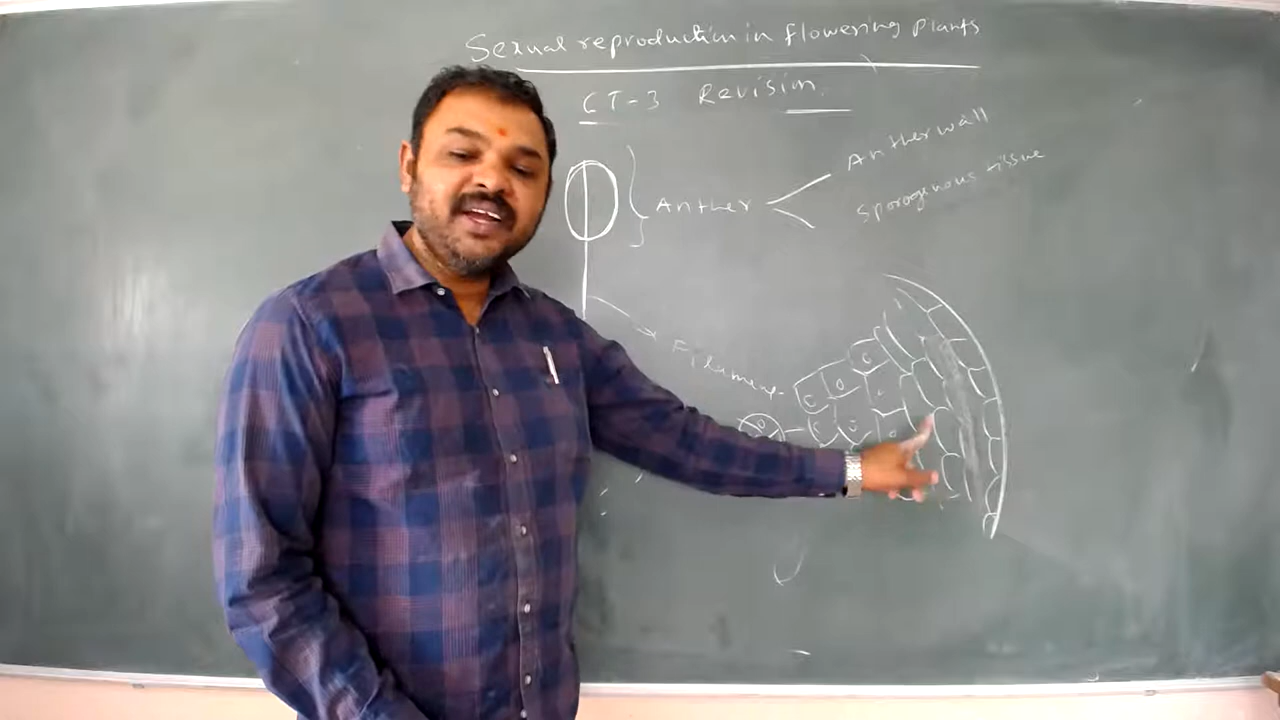 Sexual reproduction in flowering plants
CT-3 Revision
Anther wall
Anther
Sporogenous tissue
Filament